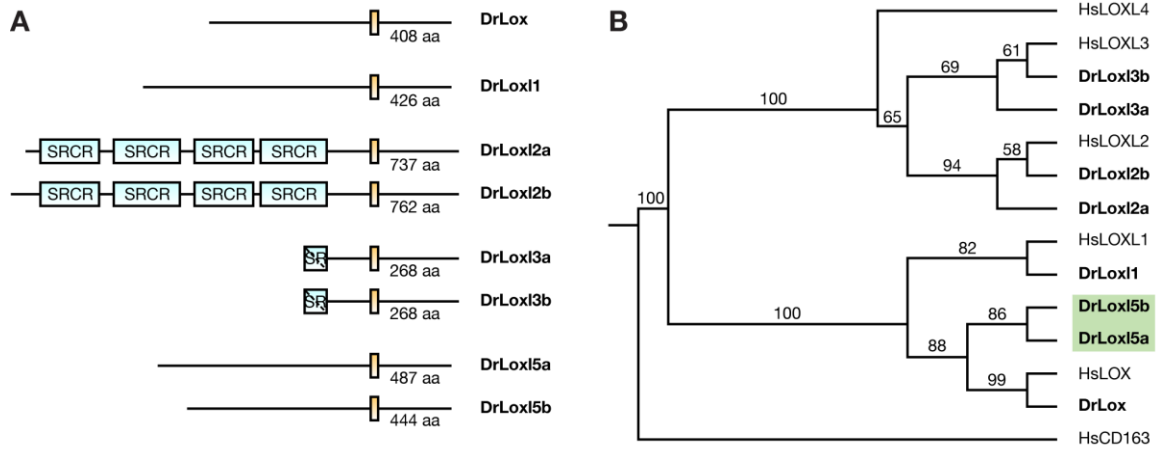 A
DrLox
408 aa
DrLoxl1
426 aa
SRCR SRCR SRCR SRCR
DrLoxl2a
737 aa
SRCR SRCR SRCR SRCR
DrLoxl2b
762 aa
SR
DrLoxl3a
268 aa
SR
DrLoxl3b
268 aa
DrLoxl5a
487 aa
DrLoxl5b
444 aa
B
HsLOXL4
61
HsLOXL3
69
DrLoxl3b
100
DrLoxl3a
65
HsLOXL2
58
94
DrLoxl2b
100
DrLoxl2a
HsLOXL1
82
DrLoxl1
DrLoxl5b
100
86
DrLoxl5a
88
HsLOX
99
DrLox
HsCD163